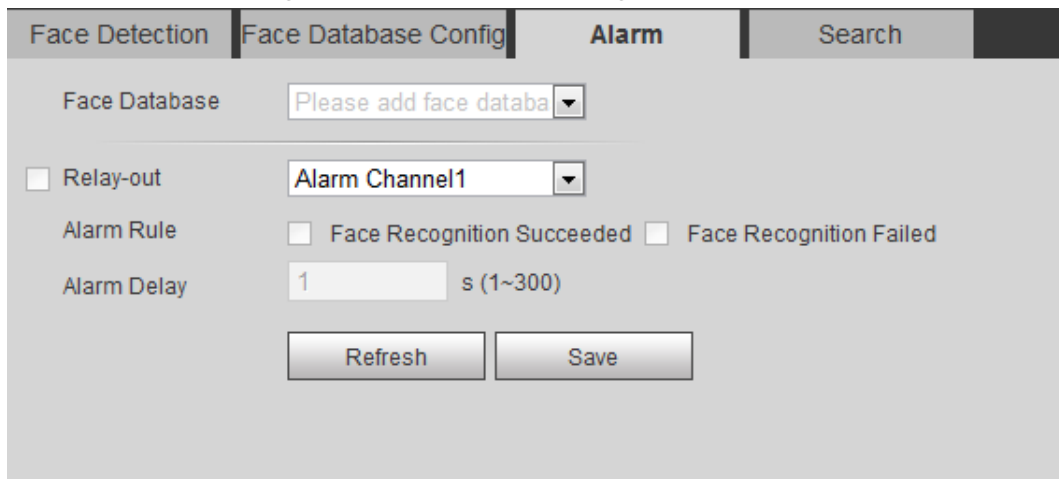 Face Detection Face Database Config Alarm Search
Face Database Please add face databa
Relay-out Alarm Channel1
Alarm Rule Face Recognition Succeeded Face Recognition Failed
Alarm Delay 1 s (1~300)
Refresh Save